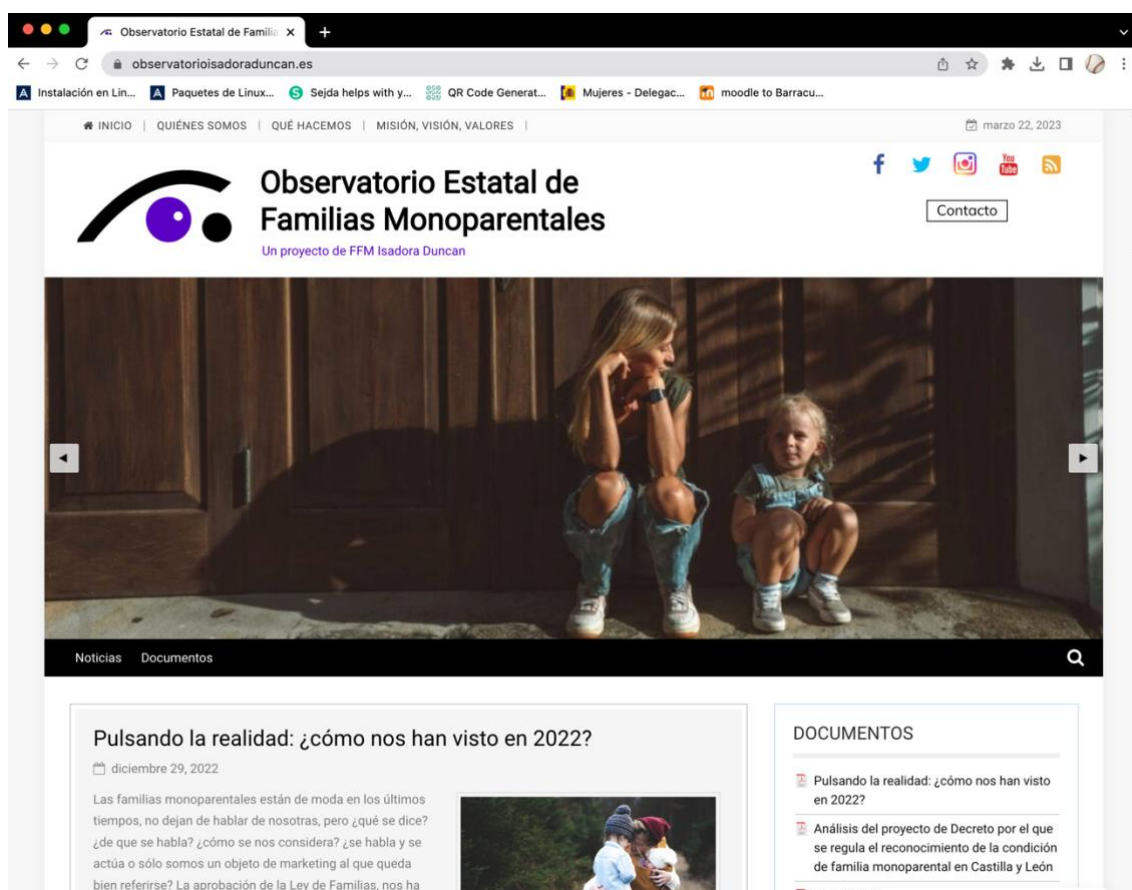 Observatorio Estatal de Familia
observatorioisadoraduncan.es
Instalación en Lin...
Paquetes de Linux...
Sejda helps with y...
QR Code Generat...
Mujeres - Delegac...
moodle to Barracu...
INICIO | QUIÉNES SOMOS | QUÉ HACEMOS | MISIÓN, VISIÓN, VALORES |
marzo 22, 2023
Observatorio Estatal de
Familias Monoparentales
Un proyecto de FFM Isadora Duncan
f
You
Tube
Contacto
Noticias Documentos
Pulsando la realidad: ¿cómo nos han visto en 2022?
diciembre 29, 2022
Las familias monoparentales están de moda en los últimos
tiempos, no dejan de hablar de nosotras, pero ¿qué se dice?
¿de que se habla? ¿cómo se nos considera? ¿se habla y se
actúa o sólo somos un objeto de marketing al que queda
bien referirse? La aprobación de la Ley de Familias, nos ha
DOCUMENTOS
Pulsando la realidad: ¿cómo nos han visto
en 2022?
Análisis del proyecto de Decreto por el que
se regula el reconocimiento de la condición
de familia monoparental en Castilla y León